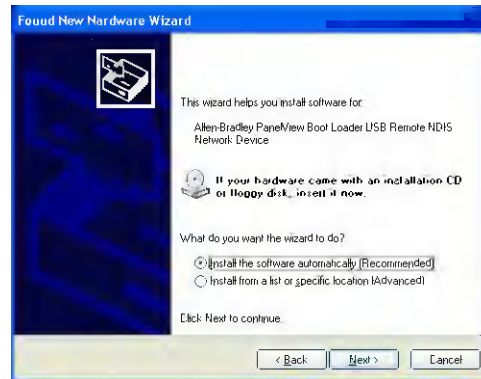 Fouud New Nardware Wizard
This wizard helps you install software for:
Allen-Bradley PanelView Boot Loader USB Remote NDIS
Network Device
If your hardware came with an installation CD
or floppy disk, insert it now.
What do you want the wizard to do?
Install the software automatically (Recommended)
Install from a list or specific location (Advanced)
Click Next to continue.
< Back
Next >
Cancel